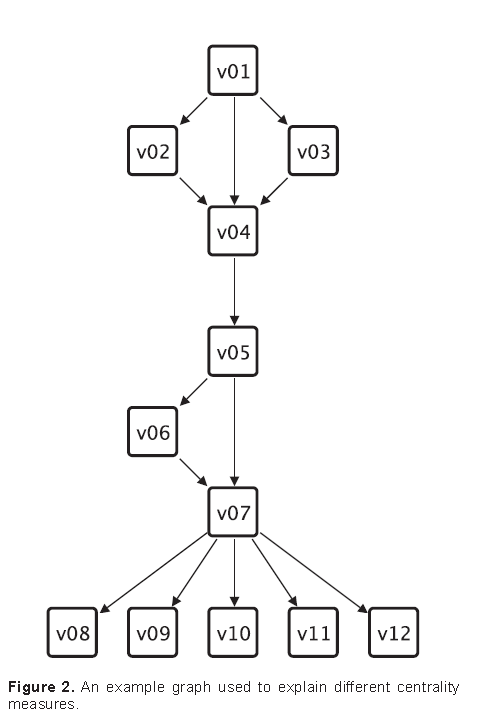 v01
v02
v03
v04
v05
v06
v07
v08
v09
v10
v11
v12
Figure 2. An example graph used to explain different centrality
measures.